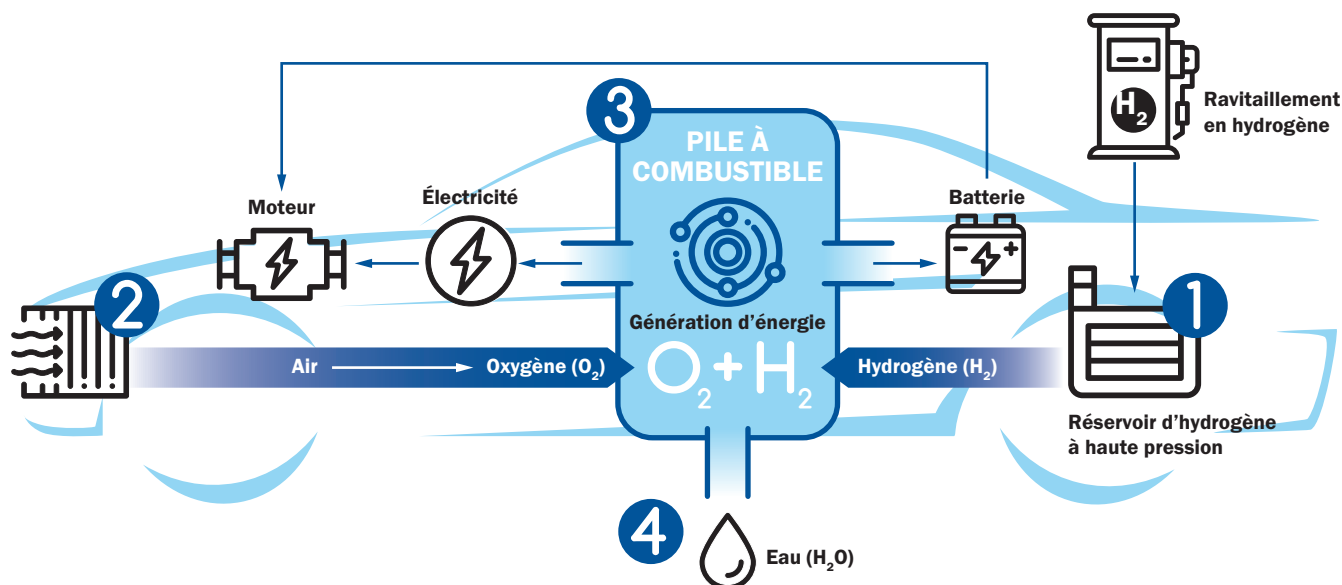 H2
Ravitaillement
en hydrogène
3
PILE À
COMBUSTIBLE
Moteur
Électricité
Batterie
- +
2
1
Génération d’énergie
Air
Oxygène (O2)
O2 + H2
Hydrogène (H2)
Réservoir d’hydrogène
à haute pression
4
Eau (H2O)